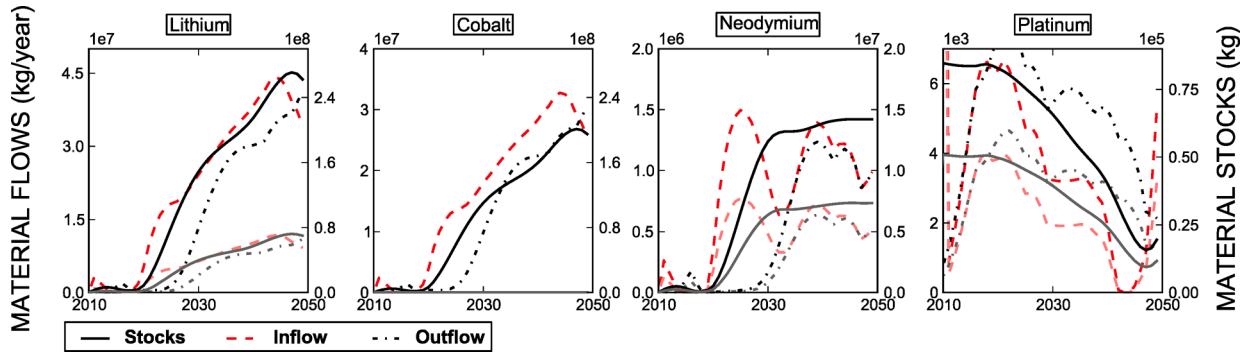 Lithium
Cobalt
Neodymium
Platinum
1e7 1e8
1e7 1e8
1e6 1e7
1e3 1e5
MATERIAL FLOWS (kg/year)
4.5
3.0
1.5
0.0
2.4
1.6
0.8
0.0
2010 2030 2050
4
3
2
1
0
2.4
1.6
0.8
0.0
2010 2030 2050
2.0
1.5
1.0
0.5
0.0
2.0
1.5
1.0
0.5
0.0
2010 2030 2050
6
4
2
0
0.75
0.50
0.25
0.00
2010 2030 2050
MATERIAL STOCKS (kg)
Stocks Inflow Outflow